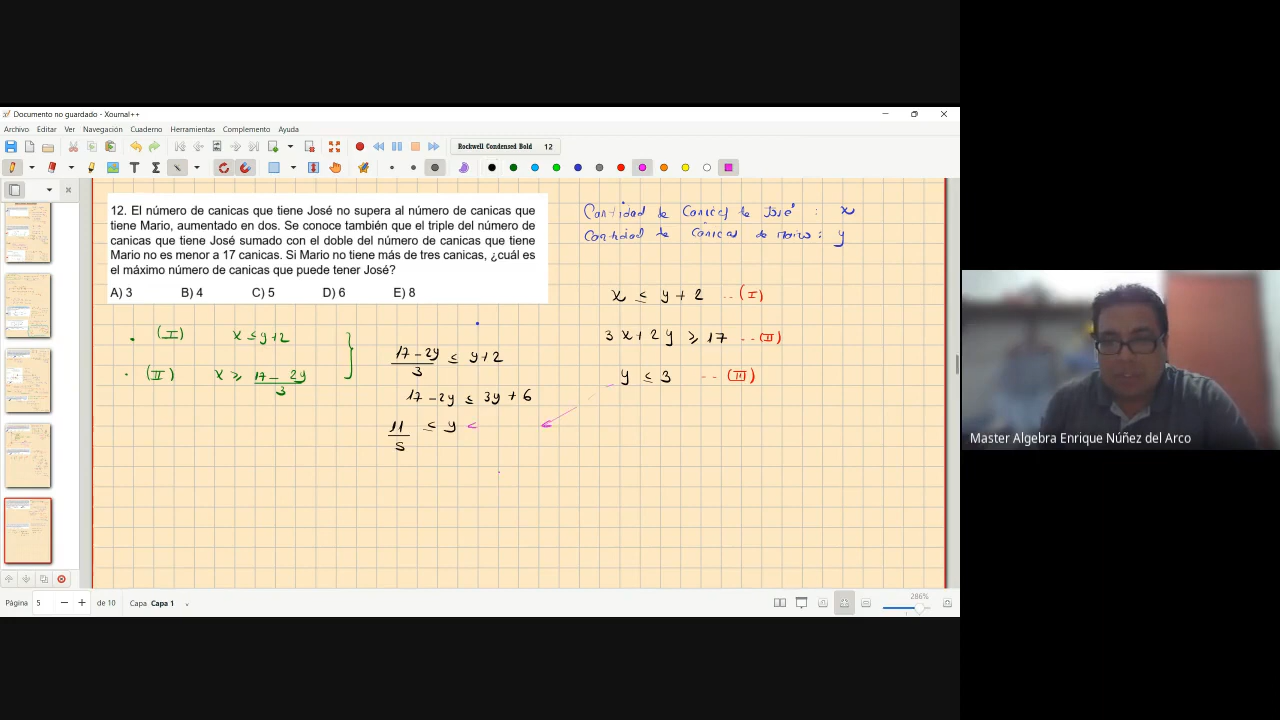 Documento no guardado - Xournal++
Archivo Editar Ver Navegación Cuaderno Herramientas Complemento Ayuda
Rockwell Condensed Bold 12
12. El número de canicas que tiene José no supera al número de canicas que
tiene Mario, aumentado en dos. Se conoce también que el triple del número de
canicas que tiene José sumado con el doble del número de canicas que tiene
Mario no es menor a 17 canicas. Si Mario no tiene más de tres canicas, ¿cuál es
el máximo número de canicas que puede tener José?
A) 3 B) 4 C) 5 D) 6 E) 8
Cantidad de Canicas de José : x
Cantidad de Canicas de Mario : y
x ≤ y + 2 -- (I)
3x + 2y ≥ 17 -- (II)
y ≤ 3 -- (III)
(I) x ≤ y+2
(II) x ≥ (17 - 2y)/3
(17 - 2y)/3 ≤ y+2
17 - 2y ≤ 3y + 6
11/5 ≤ y ≤
Master Algebra Enrique Núñez del Arco
Página 5 de 10 Capa Capa 1
286%